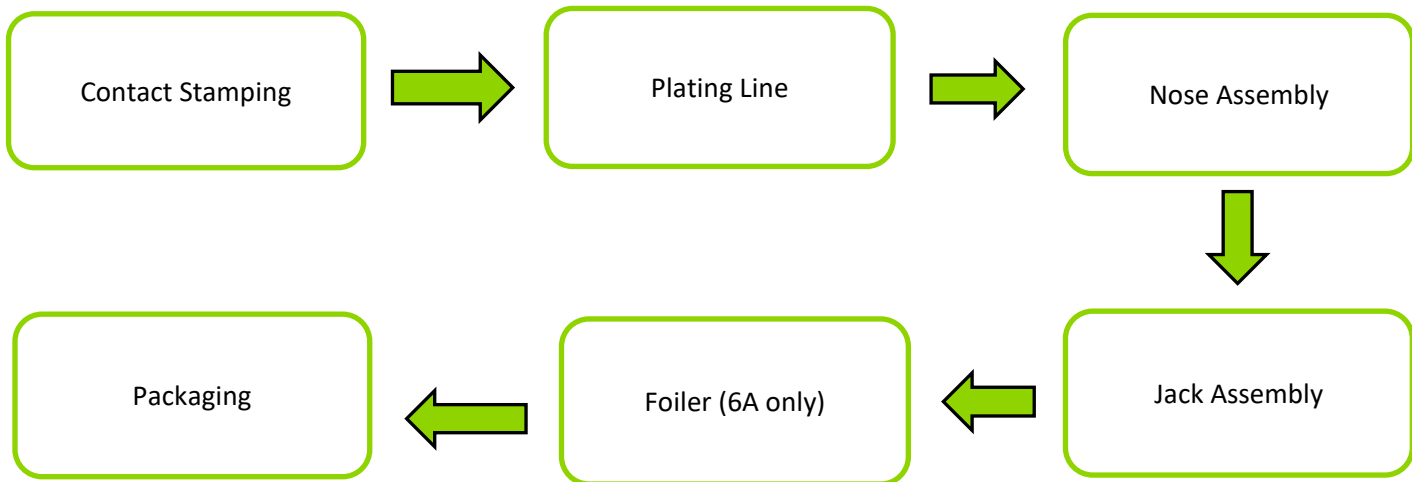 Contact Stamping
Plating Line
Nose Assembly
Jack Assembly
Foiler (6A only)
Packaging